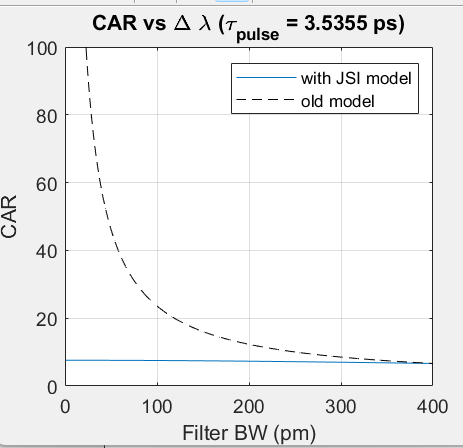 CAR vs Δ λ (τpulse = 3.5355 ps)
with JSI model
old model
100
80
60
40
20
0
CAR
0 100 200 300 400
Filter BW (pm)